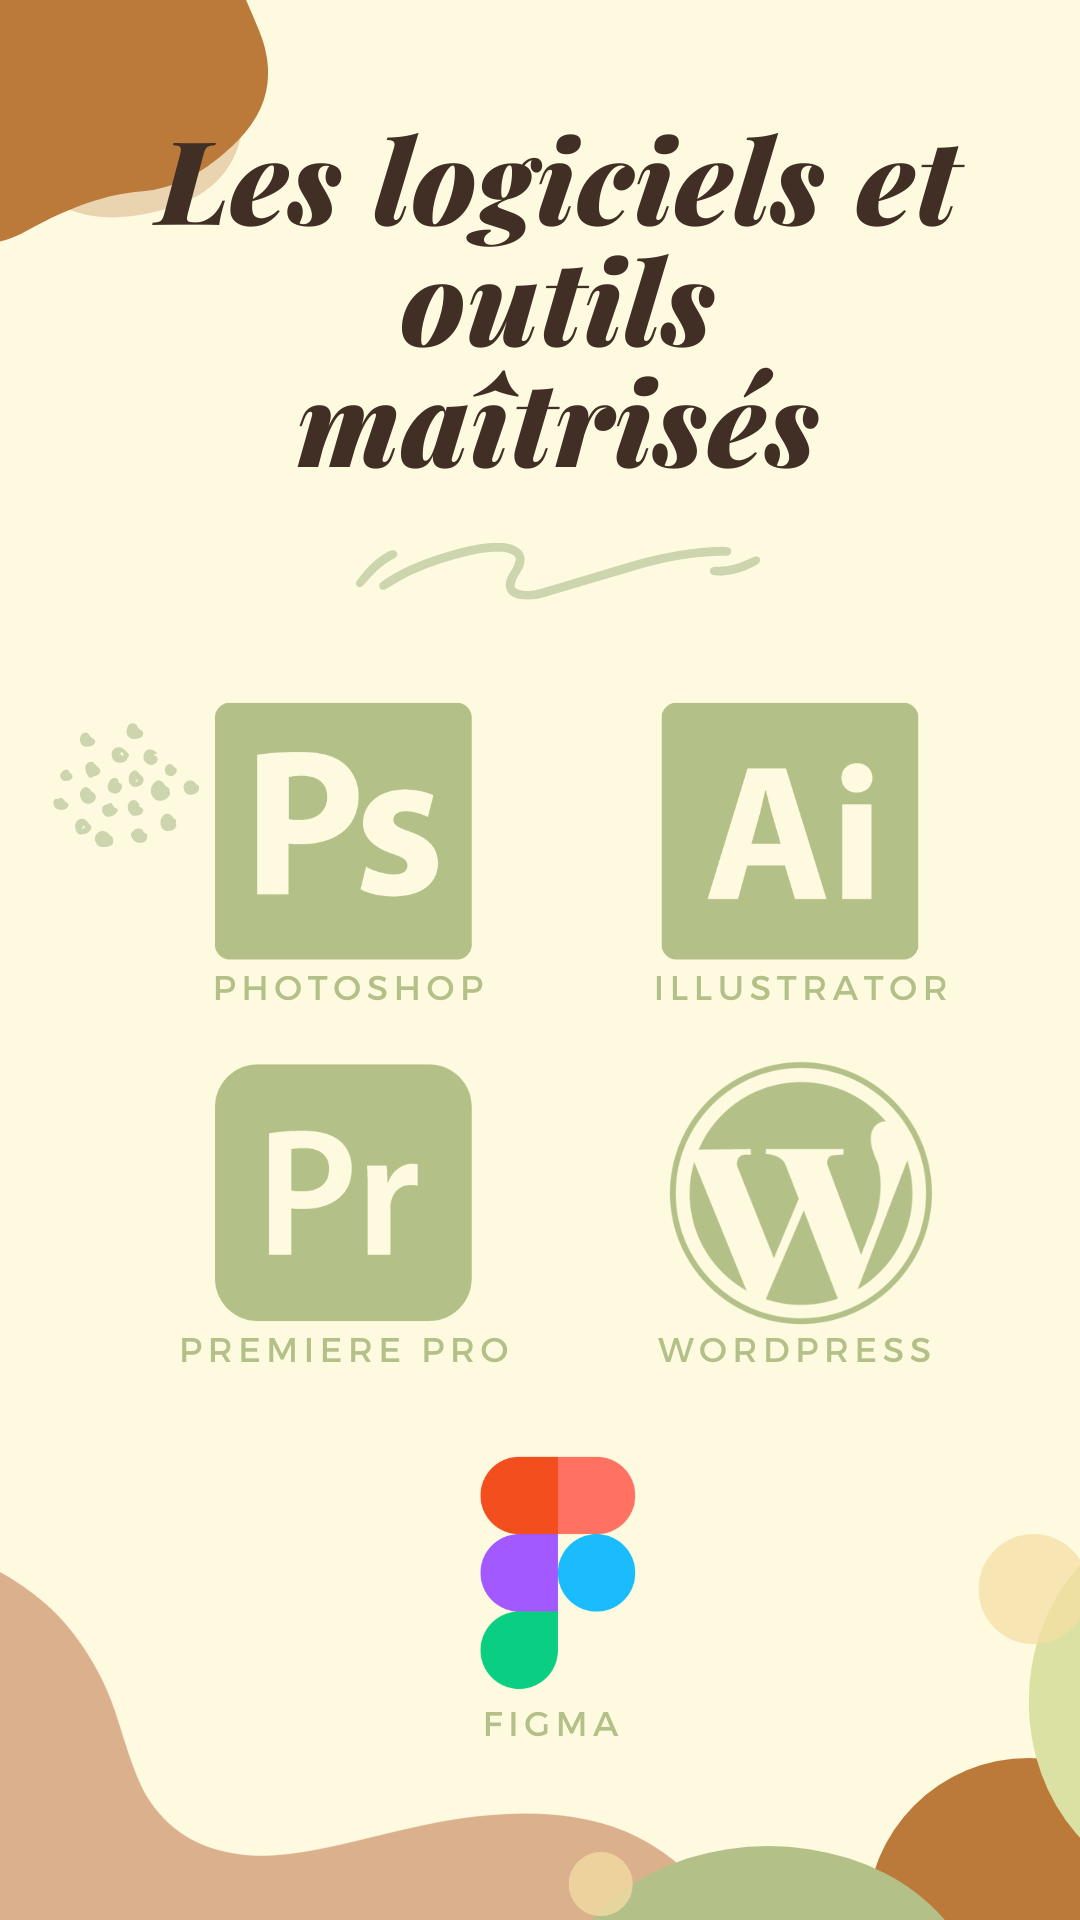 Les logiciels et
outils
maîtrisés
Ps
Ai
PHOTOSHOP
ILLUSTRATOR
Pr
W
PREMIERE PRO
WORDPRESS
FIGMA